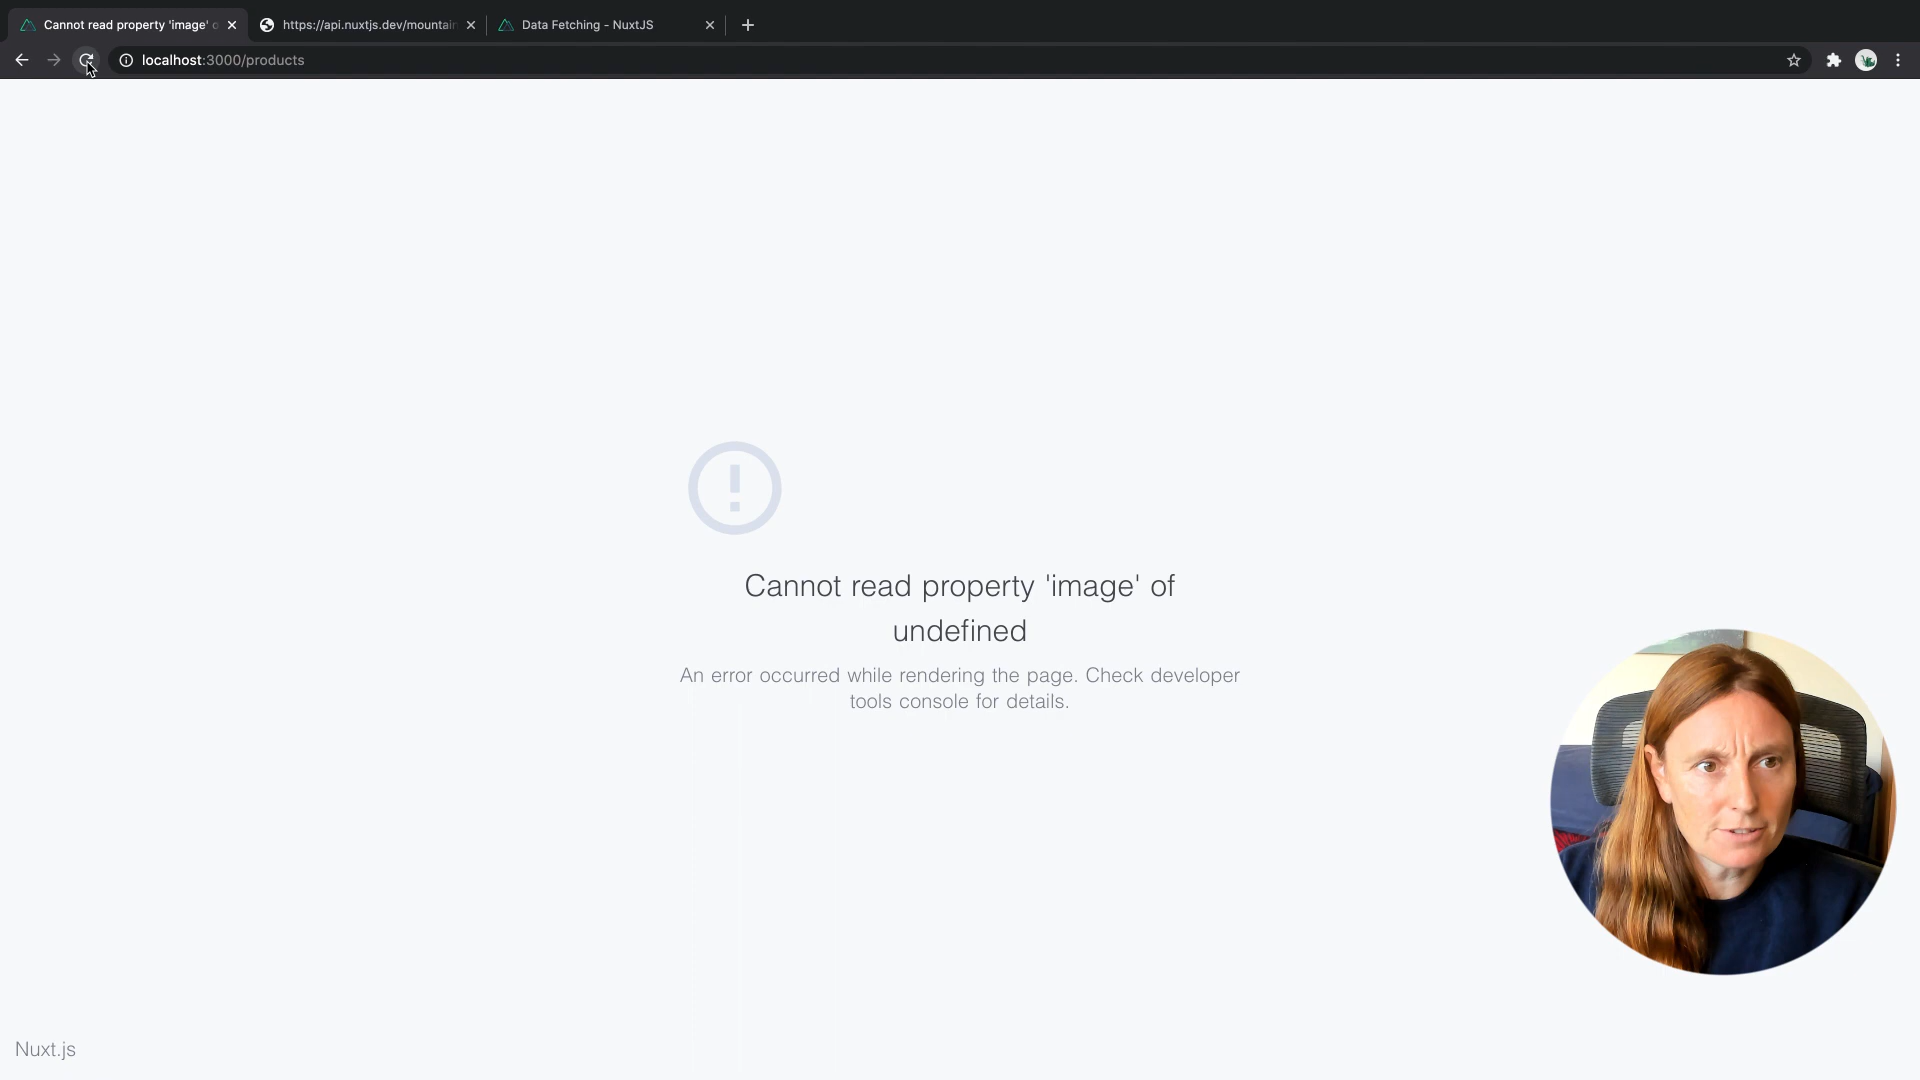 Cannot read property 'image' o
https://api.nuxtjs.dev/mountain
Data Fetching - NuxtJS
localhost:3000/products
Cannot read property 'image' of
undefined
An error occurred while rendering the page. Check developer
tools console for details.
Nuxt.js